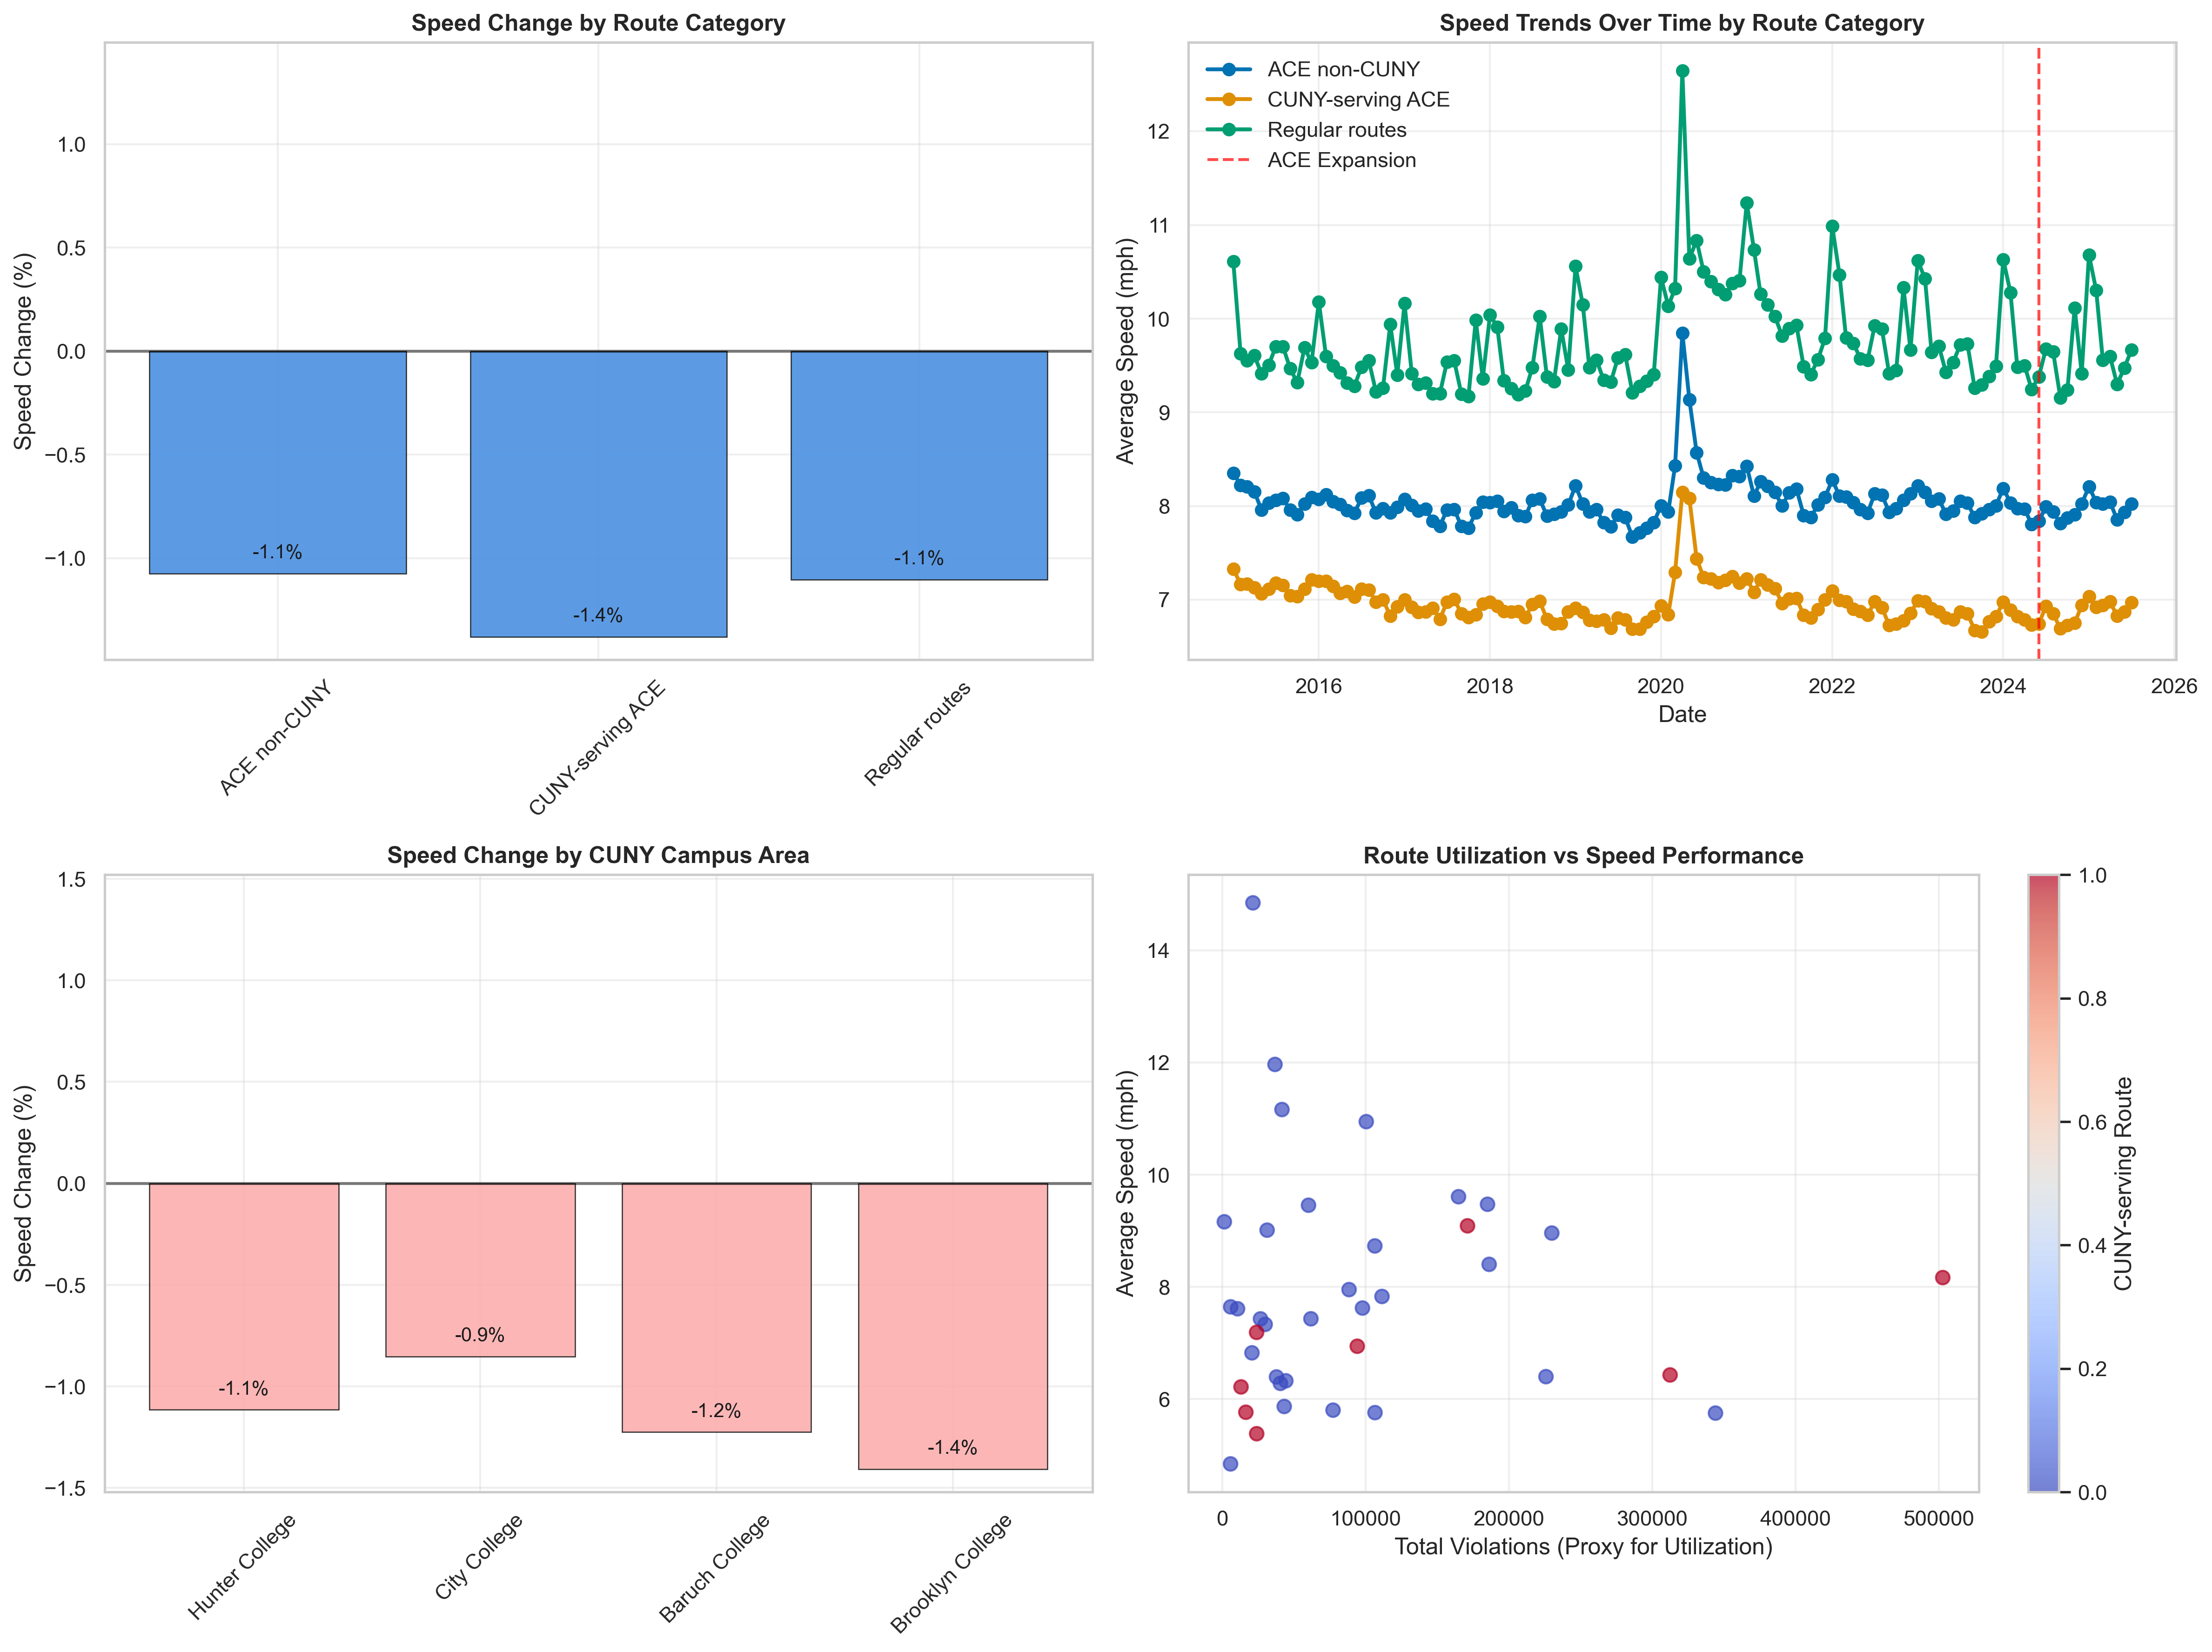 Speed Change by Route Category
Speed Change (%)
1.0
0.5
0.0
−0.5
−1.0
-1.1%
-1.4%
-1.1%
ACE non-CUNY
CUNY-serving ACE
Regular routes
Speed Trends Over Time by Route Category
ACE non-CUNY
CUNY-serving ACE
Regular routes
ACE Expansion
Average Speed (mph)
12
11
10
9
8
7
2016
2018
2020
2022
2024
2026
Date
Speed Change by CUNY Campus Area
Speed Change (%)
1.5
1.0
0.5
0.0
−0.5
−1.0
−1.5
-1.1%
-0.9%
-1.2%
-1.4%
Hunter College
City College
Baruch College
Brooklyn College
Route Utilization vs Speed Performance
Average Speed (mph)
14
12
10
8
6
0
100000
200000
300000
400000
500000
Total Violations (Proxy for Utilization)
1.0
0.8
0.6
0.4
0.2
0.0
CUNY-serving Route